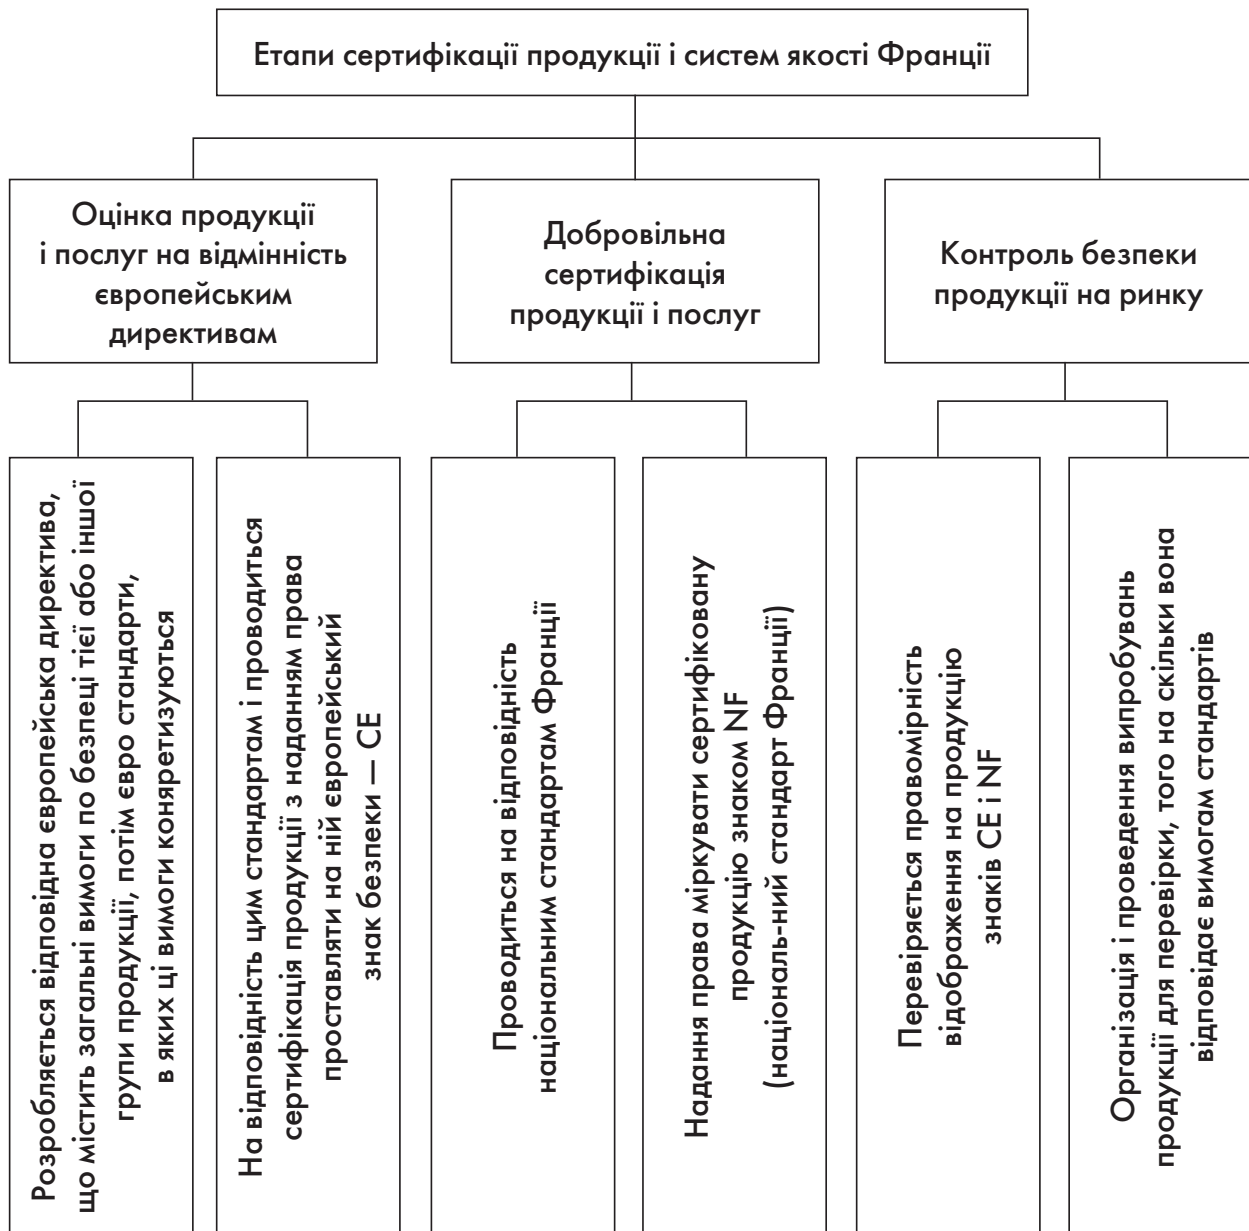 Етапи сертифікації продукції і систем якості Франції
Оцінка продукції
і послуг на відмінність
європейським
директивам
Добровільна
сертифікація
продукції і послуг
Контроль безпеки
продукції на ринку
Розробляється відповідна європейська директива,
що містить загальні вимоги по безпеці тієї або іншої
групи продукції, потім євро стандарти,
в яких ці вимоги конкретизуються
На відповідність цим стандартам і проводиться
сертифікація продукції з наданням права
проставляти на ній європейський
знак безпеки — CE
Проводиться на відповідність
національним стандартам Франції
Надання права міркувати сертифіковану
продукцію знаком NF
(національ-ний стандарт Франції)
Перевіряється правомірність
відображення на продукцію
знаків CE і NF
Організація і проведення випробувань
продукції для перевірки, того на скільки вона
відповідає вимогам стандартів